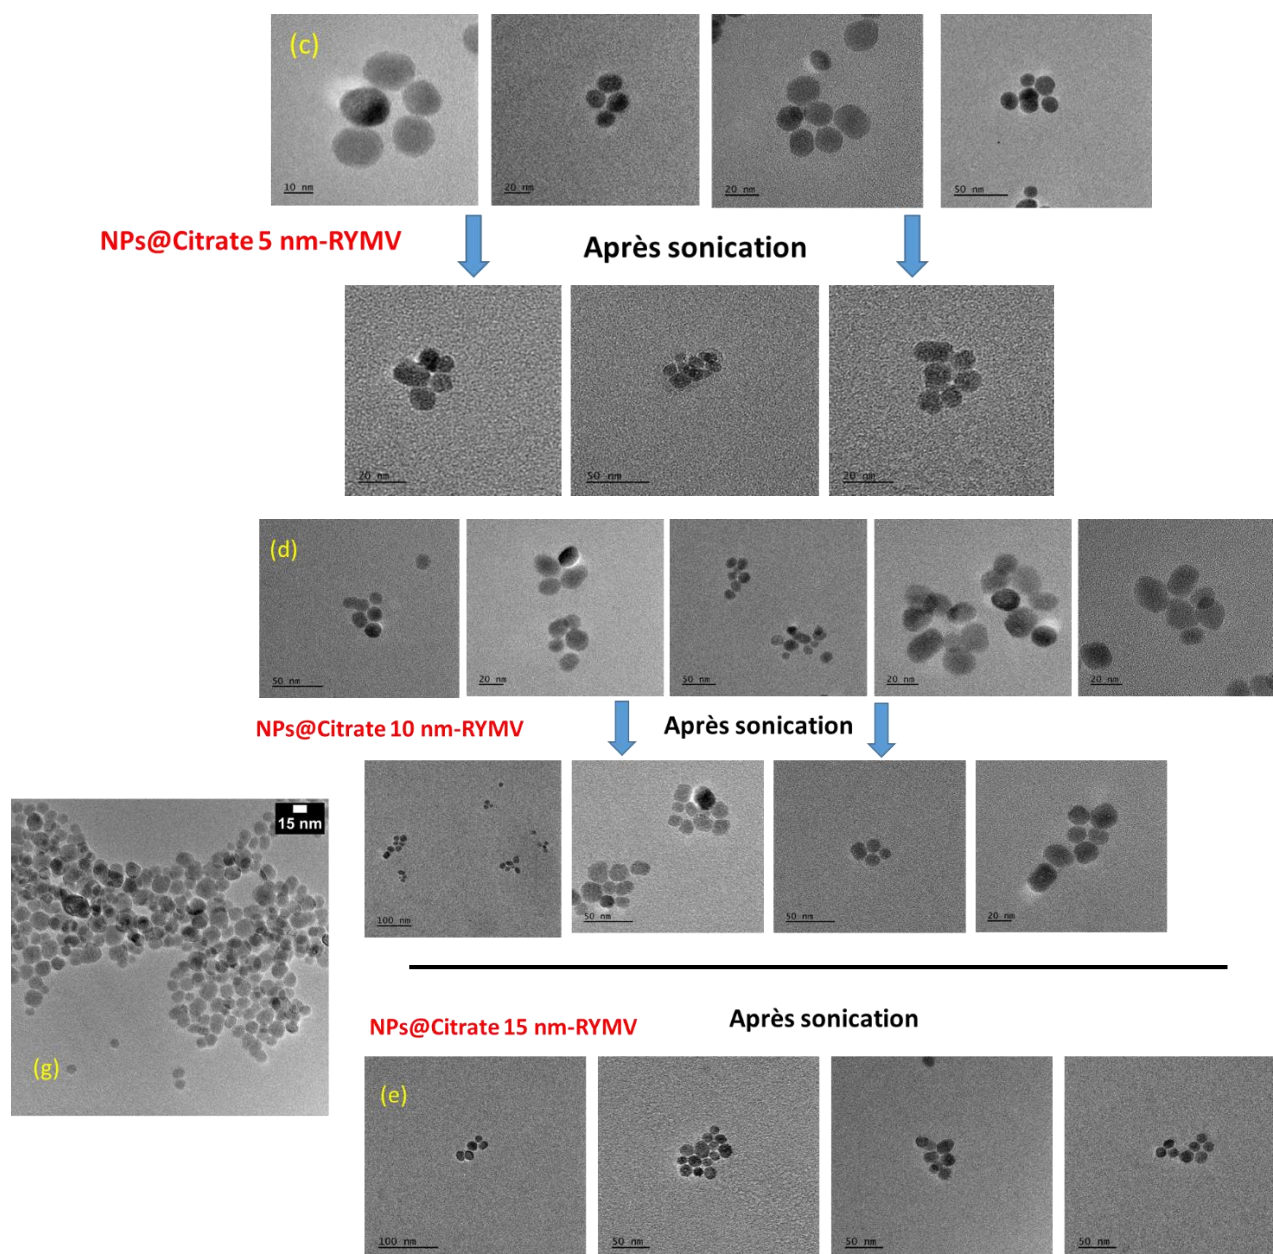 (c)
10 nm
20 nm
20 nm
50 nm
NPs@Citrate 5 nm-RYMV
Après sonication
20 nm
50 nm
20 nm
(d)
50 nm
20 nm
50 nm
20 nm
20 nm
NPs@Citrate 10 nm-RYMV
Après sonication
15 nm
(g)
100 nm
50 nm
50 nm
20 nm
NPs@Citrate 15 nm-RYMV
Après sonication
(e)
100 nm
50 nm
50 nm
50 nm